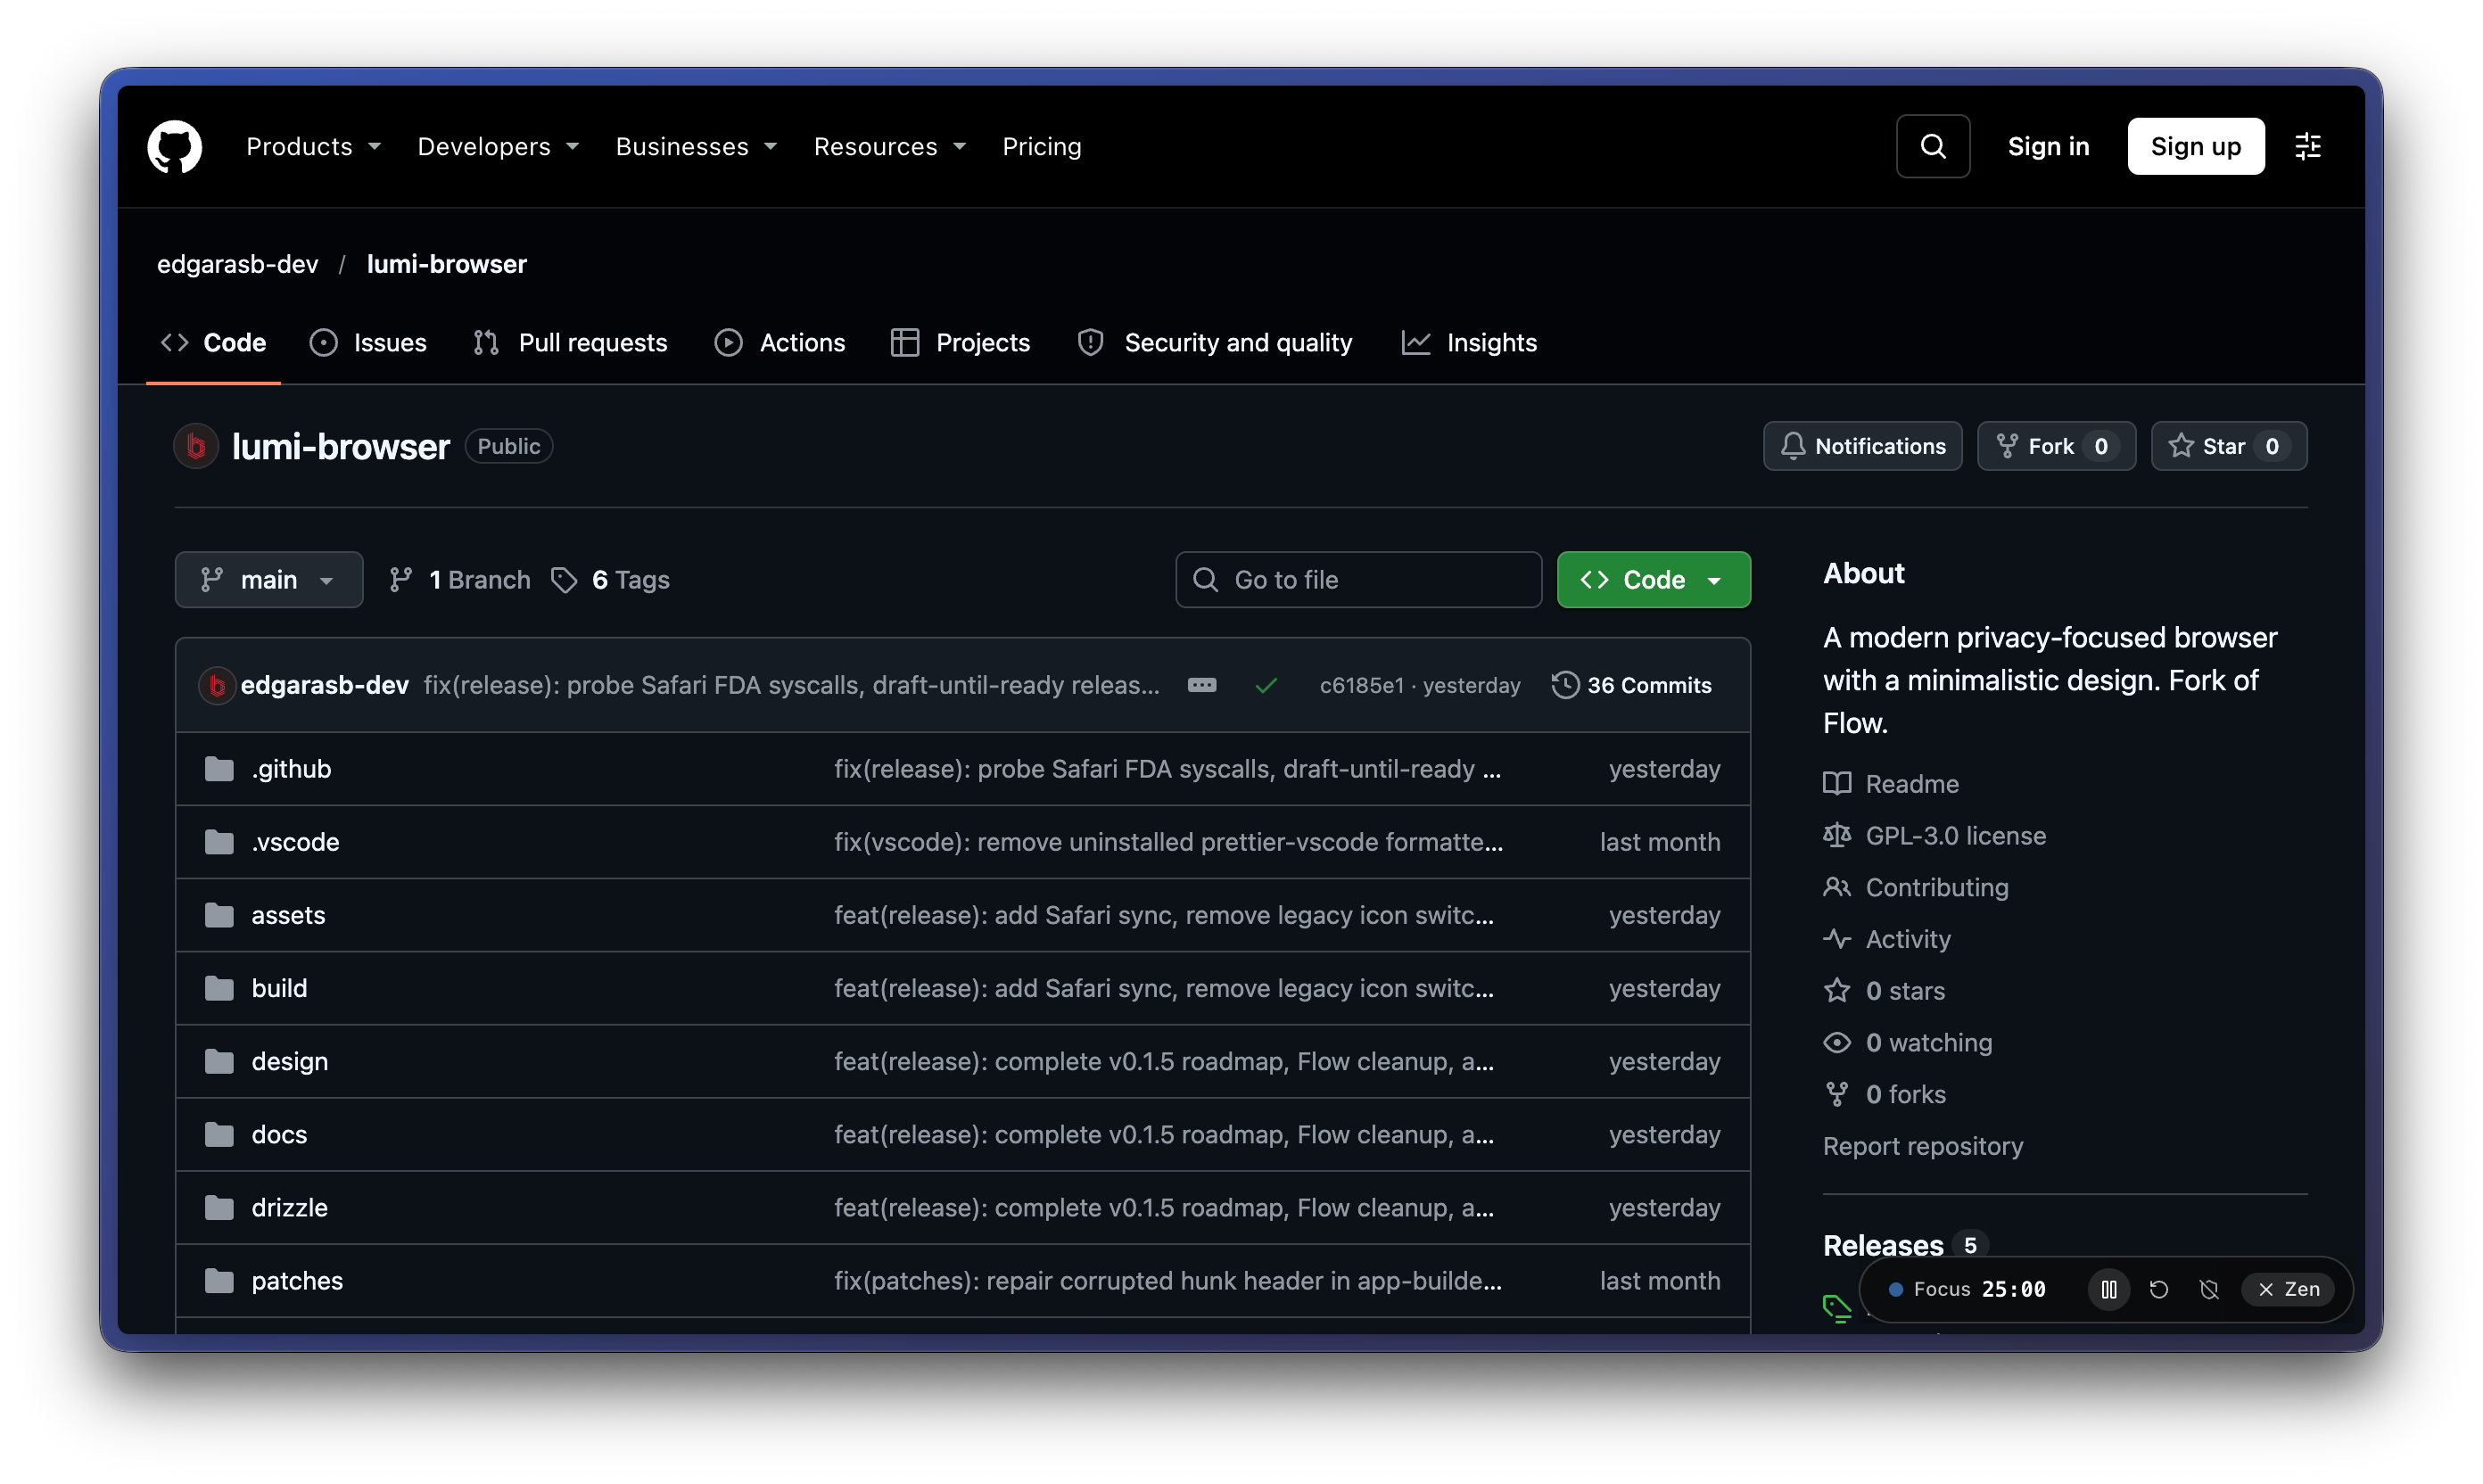 Products Developers Businesses Resources Pricing Sign in Sign up
edgarasb-dev / lumi-browser
Code Issues Pull requests Actions Projects Security and quality Insights
lumi-browser Public Notifications Fork 0 Star 0
main 1 Branch 6 Tags Go to file Code
edgarasb-dev fix(release): probe Safari FDA syscalls, draft-until-ready releas... c6185e1 · yesterday 36 Commits
.github fix(release): probe Safari FDA syscalls, draft-until-ready ... yesterday
.vscode fix(vscode): remove uninstalled prettier-vscode formatte... last month
assets feat(release): add Safari sync, remove legacy icon switc... yesterday
build feat(release): add Safari sync, remove legacy icon switc... yesterday
design feat(release): complete v0.1.5 roadmap, Flow cleanup, a... yesterday
docs feat(release): complete v0.1.5 roadmap, Flow cleanup, a... yesterday
drizzle feat(release): complete v0.1.5 roadmap, Flow cleanup, a... yesterday
patches fix(patches): repair corrupted hunk header in app-builde... last month
About
A modern privacy-focused browser
with a minimalistic design. Fork of
Flow.
Readme
GPL-3.0 license
Contributing
Activity
0 stars
0 watching
0 forks
Report repository
Releases 5
Focus 25:00 Zen